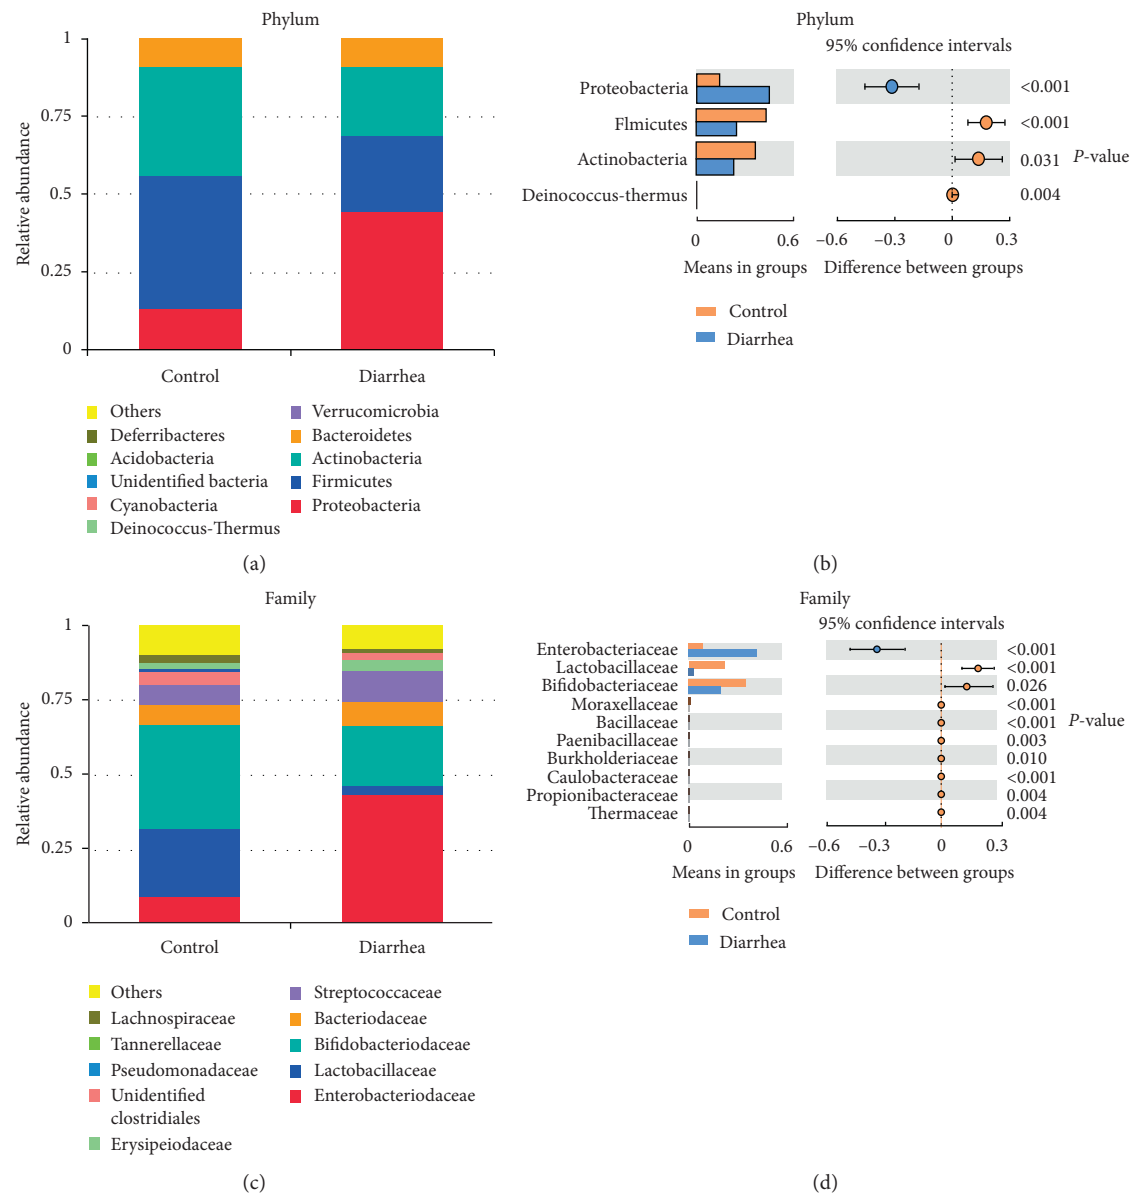 Phylum
1
0.75
0.5
0.25
0
Relative abundance
Control
Diarrhea
Others
Deferribacteres
Acidobacteria
Unidentified bacteria
Cyanobacteria
Deinococcus-Thermus
Verrucomicrobia
Bacteroidetes
Actinobacteria
Firmicutes
Proteobacteria
(a)
Phylum
95% confidence intervals
Proteobacteria
Flmicutes
Actinobacteria
Deinococcus-thermus
<0.001
<0.001
0.031
0.004
P-value
0 0.6
Means in groups
–0.6 –0.3 0 0.3
Difference between groups
Control
Diarrhea
(b)
Family
1
0.75
0.5
0.25
0
Relative abundance
Control
Diarrhea
Others
Lachnospiraceae
Tannerellaceae
Pseudomonadaceae
Unidentified
clostridiales
Erysipeiodaceae
Streptococcaceae
Bacteriodaceae
Bifidobacteriodaceae
Lactobacillaceae
Enterobacteriodaceae
(c)
Family
95% confidence intervals
Enterobacteriaceae
Lactobacillaceae
Bifidobacteriaceae
Moraxellaceae
Bacillaceae
Paenibacillaceae
Burkholderiaceae
Caulobacteraceae
Propionibacteraceae
Thermaceae
<0.001
<0.001
0.026
<0.001
<0.001
0.003
0.010
<0.001
0.004
0.004
P-value
0 0.6
Means in groups
–0.6 –0.3 0 0.3
Difference between groups
Control
Diarrhea
(d)